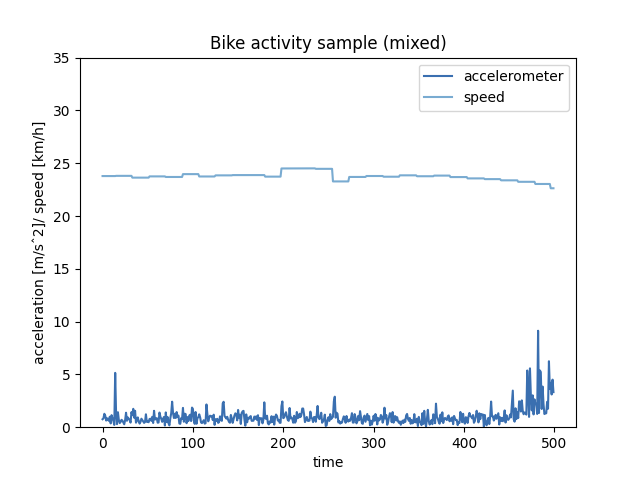 Bike activity sample (mixed)
accelerometer
speed
acceleration [m/sˆ2]/ speed [km/h]
35
30
25
20
15
10
5
0
0 100 200 300 400 500
time